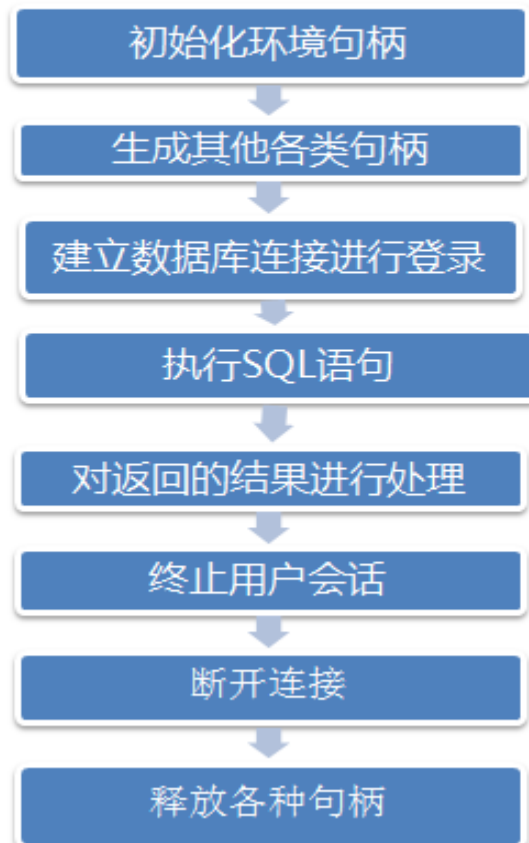 初始化环境句柄
生成其他各类句柄
建立数据库连接进行登录
执行SQL语句
对返回的结果进行处理
终止用户会话
断开连接
释放各种句柄